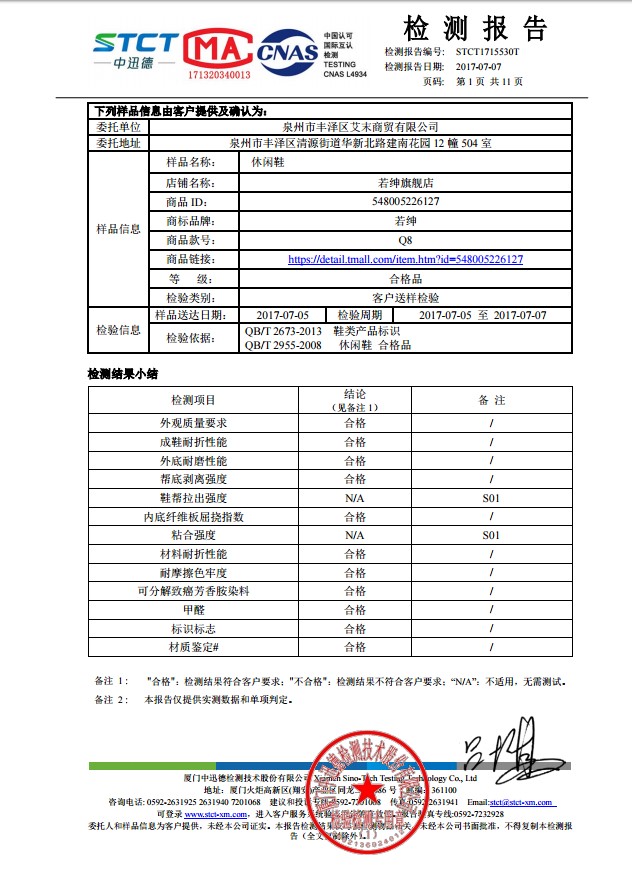 STCT
中迅德
MA
171320340013
CNAS
中国认可
国际互认
检测
TESTING
CNAS L4934
检 测 报 告
检测报告编号: STCT1715530T
检测报告日期: 2017-07-07
页码: 第 1 页 共 11 页
下列样品信息由客户提供及确认为:
委托单位 泉州市丰泽区艾末商贸有限公司
委托地址 泉州市丰泽区清源街道华新北路建南花园 12 幢 504 室
样品信息
样品名称: 休闲鞋
店铺名称: 若绅旗舰店
商品 ID: 548005226127
商标品牌: 若绅
商品款号: Q8
商品链接: https://detail.tmall.com/item.htm?id=548005226127
等 级: 合格品
检验类别: 客户送样检验
检验信息
样品送达日期: 2017-07-05 检验周期 2017-07-05 至 2017-07-07
检验依据: QB/T 2673-2013 鞋类产品标识
QB/T 2955-2008 休闲鞋 合格品
检测结果小结
检测项目 结论 备 注
(见备注 1)
外观质量要求 合格 /
成鞋耐折性能 合格 /
外底耐磨性能 合格 /
帮底剥离强度 合格 /
鞋帮拉出强度 N/A S01
内底纤维板屈挠指数 合格 /
粘合强度 N/A S01
材料耐折性能 合格 /
耐摩擦色牢度 合格 /
可分解致癌芳香胺染料 合格 /
甲醛 合格 /
标识标志 合格 /
材质鉴定# 合格 /
备注 1: "合格": 检测结果符合客户要求; "不合格": 检测结果不符合客户要求; “N/A”: 不适用, 无需测试。
备注 2: 本报告仅提供实测数据和单项判定。
厦门中迅德检测技术股份有限公司 Xiamen Sino-Tech Testing Technology Co., Ltd
地址: 厦门火炬高新区(翔安)产业区同龙二路 号 邮编: 361100
咨询电话: 0592-2631925 2631940 7201068 建议和投诉专线:0592-7201068 传真:0592-2631941 Email:stct@stct-xm.com
可登录 www.stct-xm.com, 进入客户服务系统验 报告 真专线:0592-7232928
委托人和样品信息为客户提供, 未经本公司证实。本报告检测结果 检测物品有关。未经本公司书面批准, 不得复制本检测报
告 (全文复制除外)。